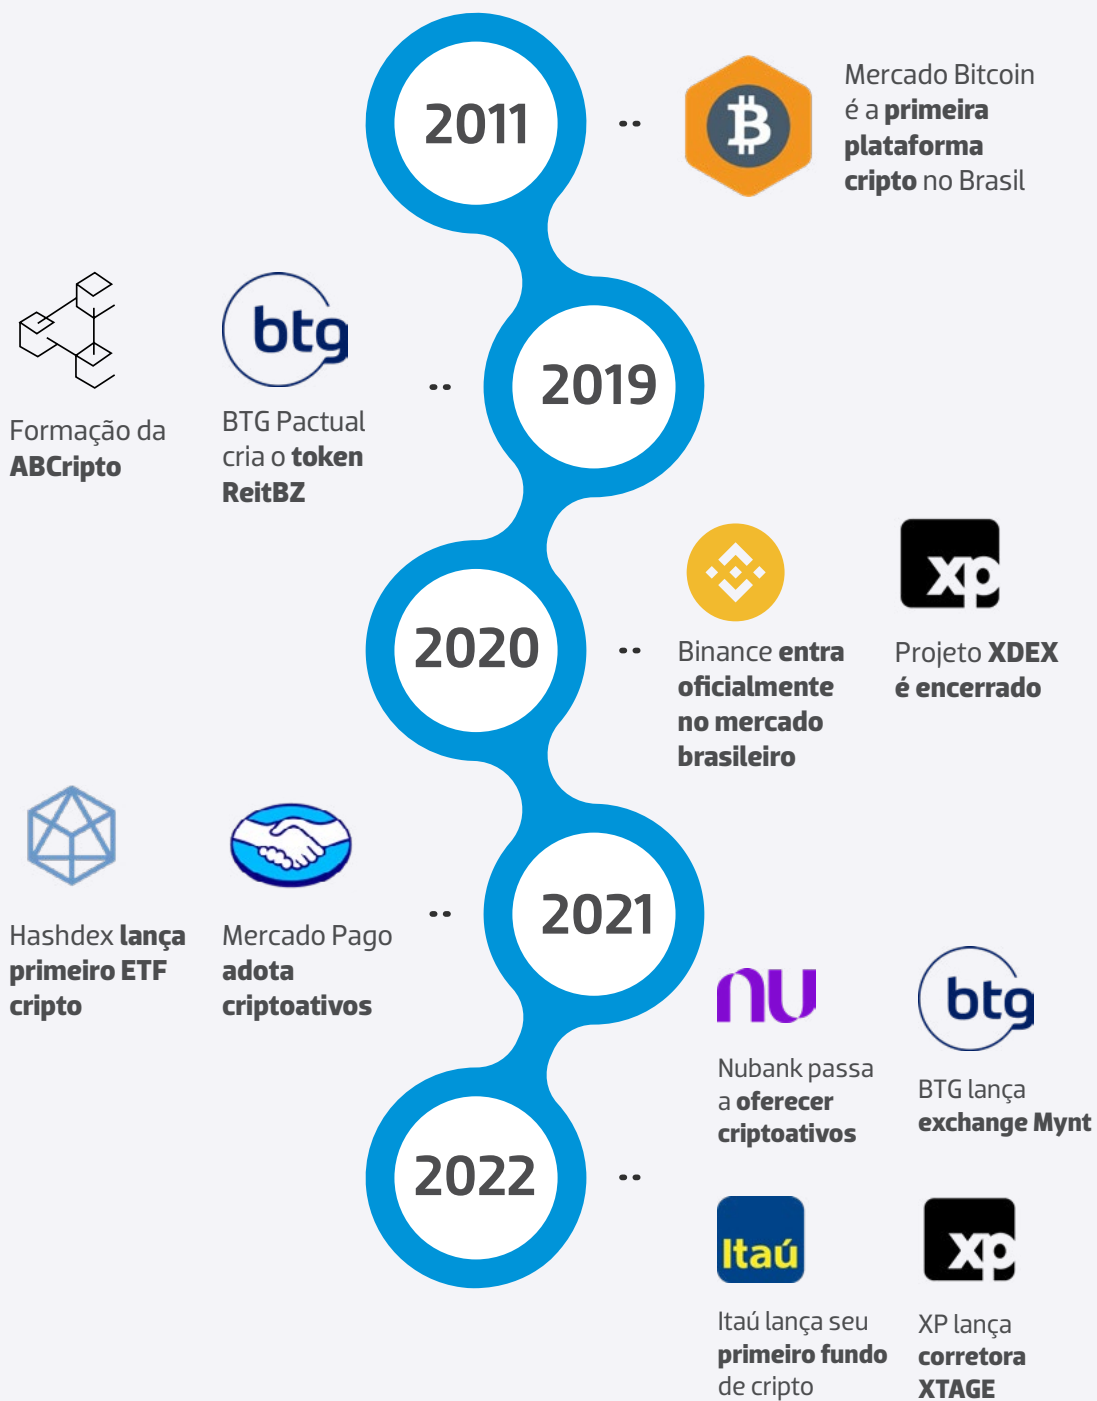 2011
Mercado Bitcoin
é a primeira
plataforma
cripto no Brasil
btg
Formação da
ABCripto
BTG Pactual
cria o token
ReitBZ
2019
2020
xp
Binance entra
oficialmente
no mercado
brasileiro
Projeto XDEX
é encerrado
Hashdex lança
primeiro ETF
cripto
Mercado Pago
adota
criptoativos
2021
nu
Nubank passa
a oferecer
criptoativos
btg
BTG lança
exchange Mynt
2022
Itaú
Itaú lança seu
primeiro fundo
de cripto
xp
XP lança
corretora
XTAGE